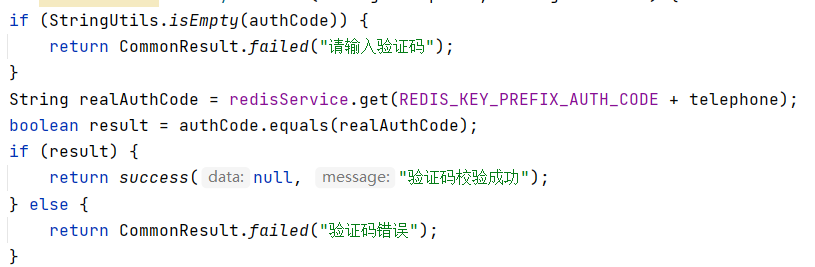 if (StringUtils.isEmpty(authCode)) {
return CommonResult.failed("请输入验证码");
}
String realAuthCode = redisService.get(REDIS_KEY_PREFIX_AUTH_CODE + telephone);
boolean result = authCode.equals(realAuthCode);
if (result) {
return success( data: null, message: "验证码校验成功");
} else {
return CommonResult.failed("验证码错误");
}